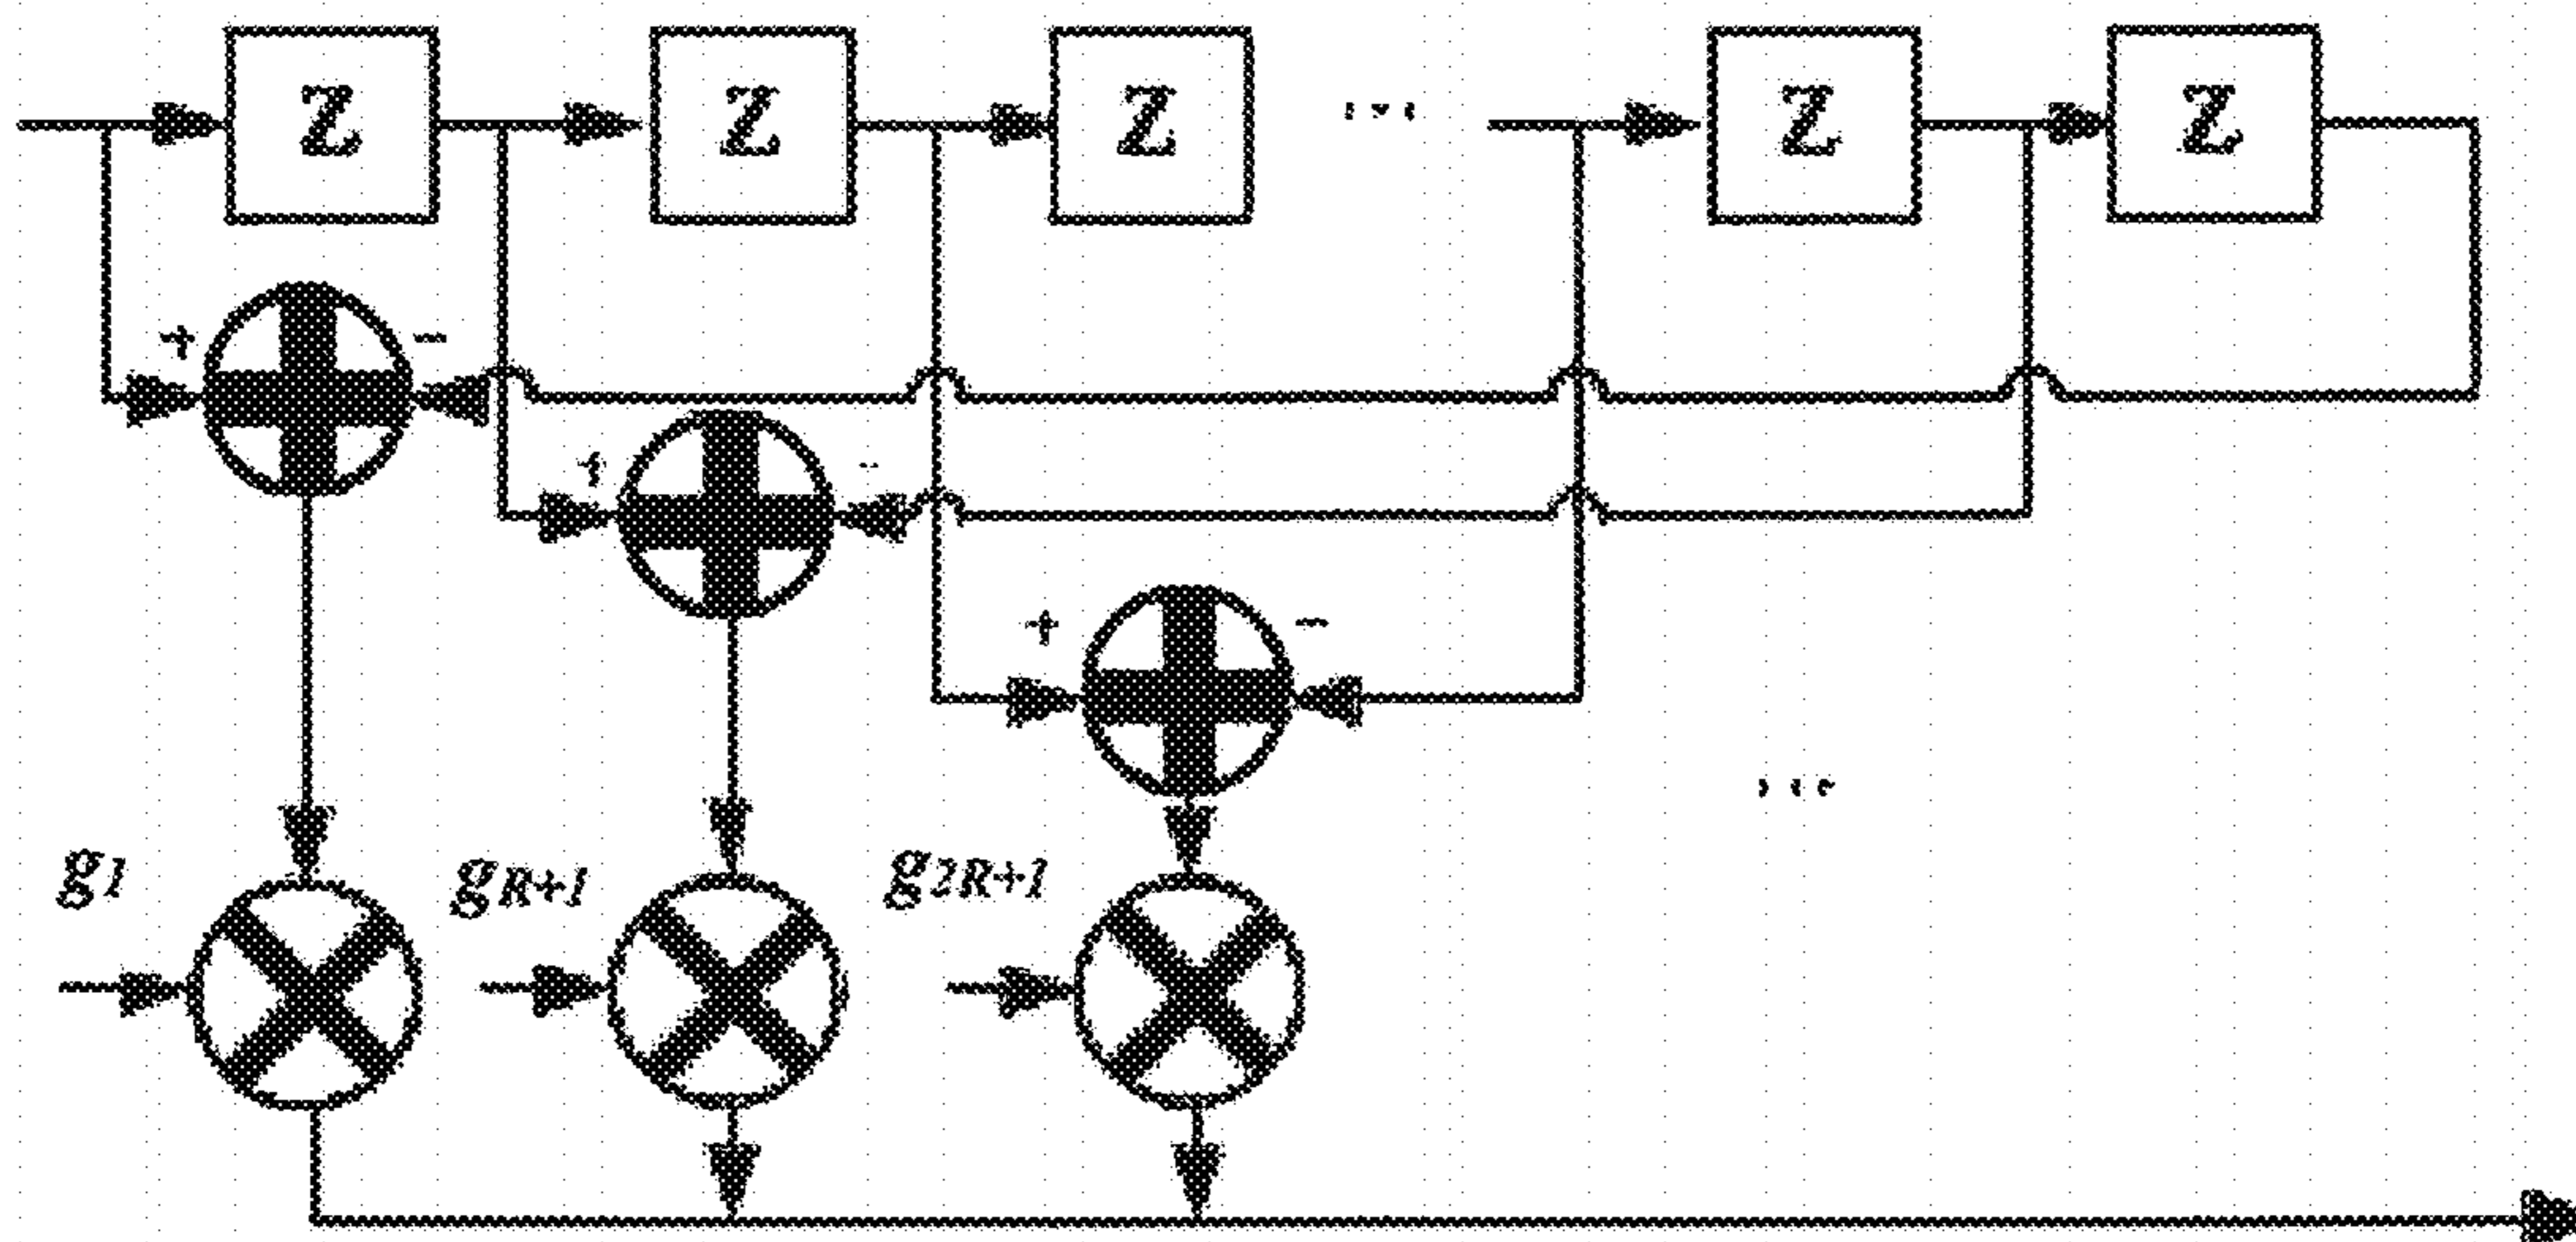 Z Z Z ... Z Z
+ -
+ -
+ -
...
g1 gR+1 g2R+1